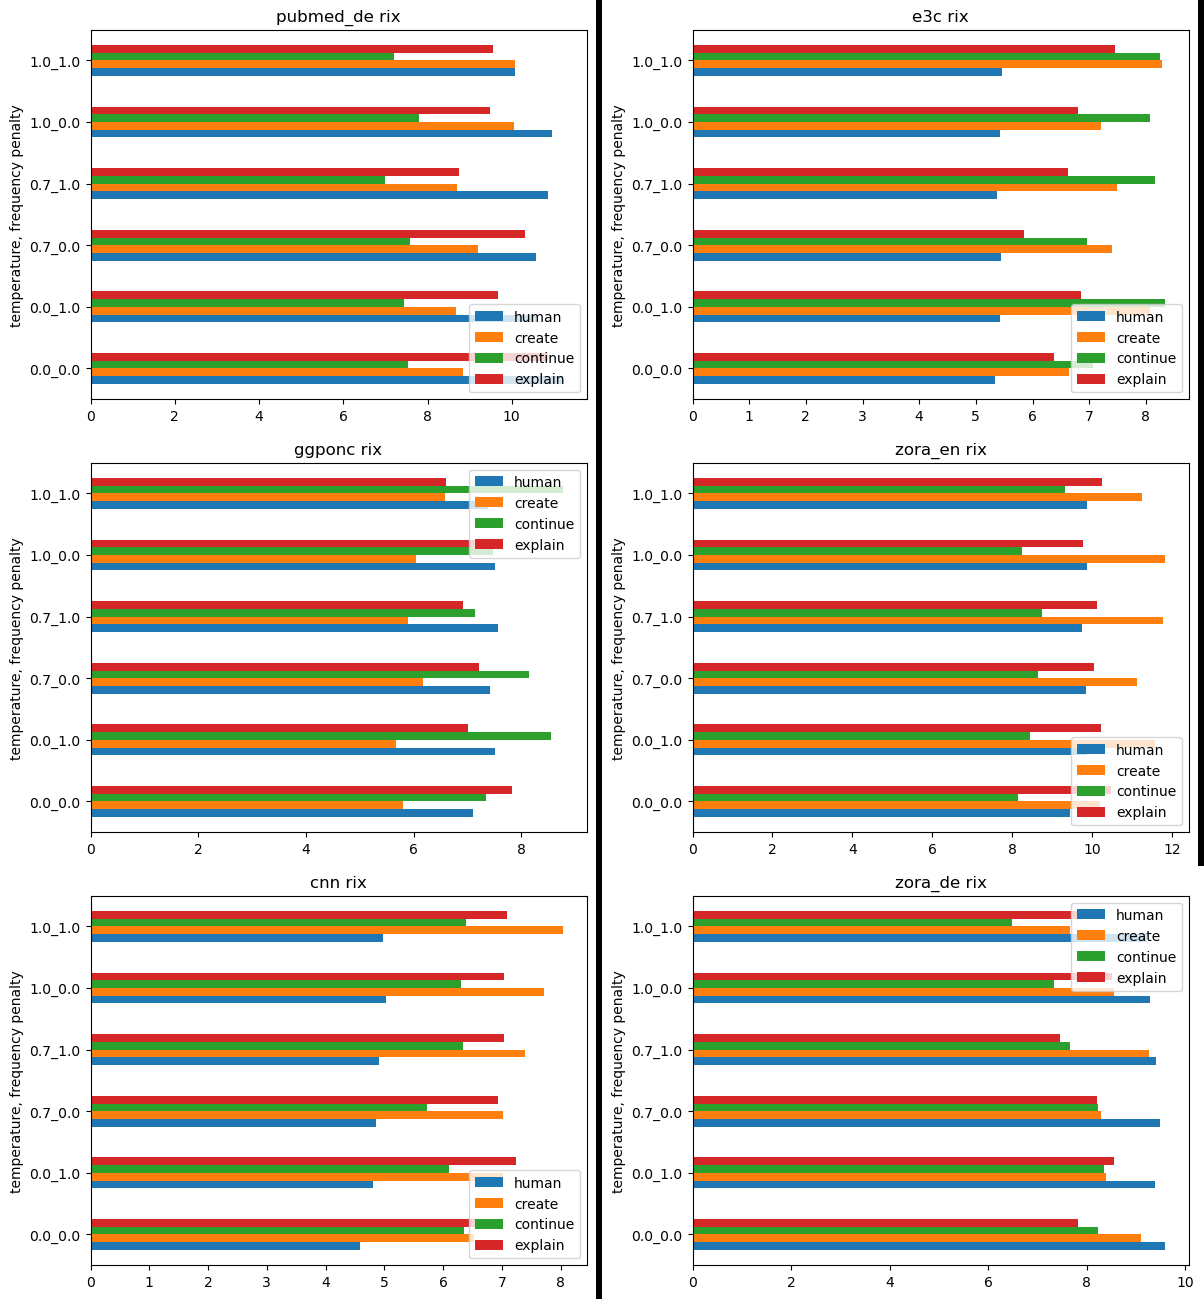 pubmed_de rix
temperature, frequency penalty
1.0_1.0
1.0_0.0
0.7_1.0
0.7_0.0
0.0_1.0
0.0_0.0
human
create
continue
explain
0 2 4 6 8 10
e3c rix
temperature, frequency penalty
1.0_1.0
1.0_0.0
0.7_1.0
0.7_0.0
0.0_1.0
0.0_0.0
human
create
continue
explain
0 1 2 3 4 5 6 7 8
ggponc rix
temperature, frequency penalty
1.0_1.0
1.0_0.0
0.7_1.0
0.7_0.0
0.0_1.0
0.0_0.0
human
create
continue
explain
0 2 4 6 8
zora_en rix
temperature, frequency penalty
1.0_1.0
1.0_0.0
0.7_1.0
0.7_0.0
0.0_1.0
0.0_0.0
human
create
continue
explain
0 2 4 6 8 10 12
cnn rix
temperature, frequency penalty
1.0_1.0
1.0_0.0
0.7_1.0
0.7_0.0
0.0_1.0
0.0_0.0
human
create
continue
explain
0 1 2 3 4 5 6 7 8
zora_de rix
temperature, frequency penalty
1.0_1.0
1.0_0.0
0.7_1.0
0.7_0.0
0.0_1.0
0.0_0.0
human
create
continue
explain
0 2 4 6 8 10